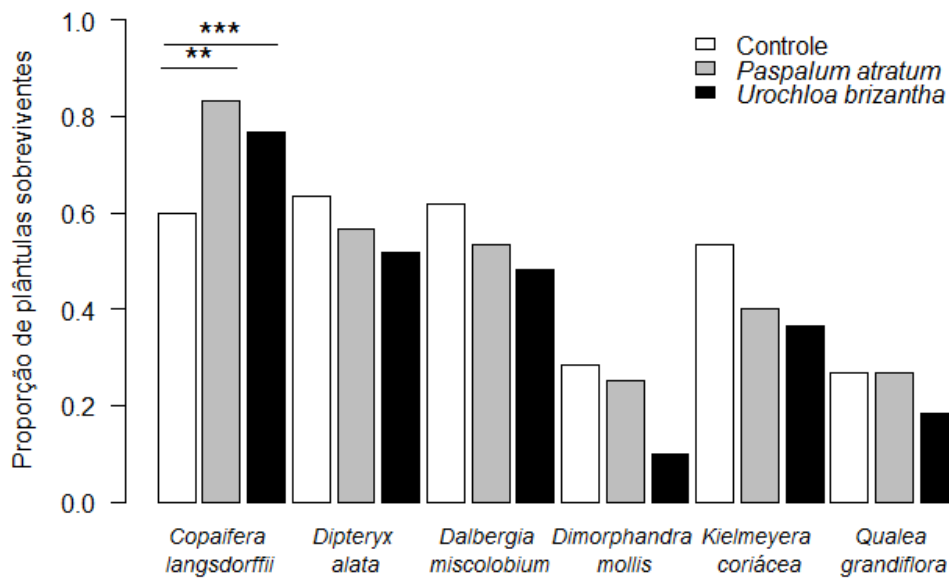 Proporção de plântulas sobreviventes
1.0
0.8
0.6
0.4
0.2
0.0
***
**
Controle
Paspalum atratum
Urochloa brizantha
Copaifera
langsdorffii
Dipteryx
alata
Dalbergia
miscolobium
Dimorphandra
mollis
Kielmeyera
coriácea
Qualea
grandiflora